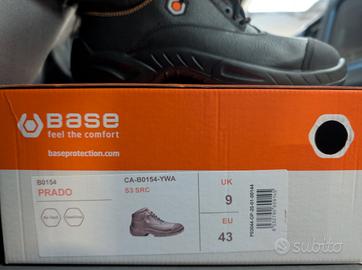 BASE
feel the comfort
baseprotection.com
B0154
PRADO
CA-B0154-YWA
S3 SRC
UK
9
EU
43
subito